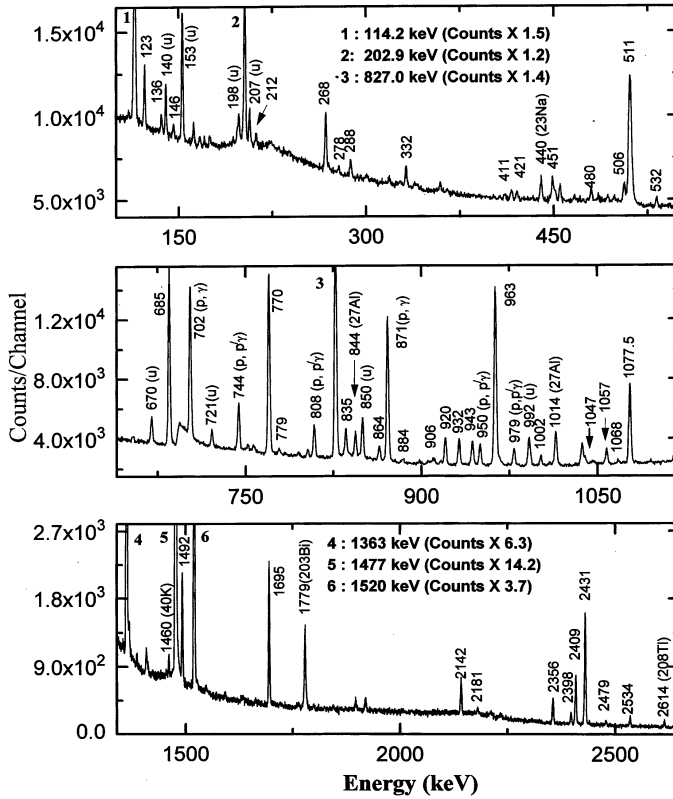 1.5x10⁴
1.0x10⁴
5.0x10³
1
123
136
140 (u)
146
153 (u)
2
198 (u)
207 (u)
212
1 : 114.2 keV (Counts X 1.5)
2: 202.9 keV (Counts X 1.2)
-3 : 827.0 keV (Counts X 1.4)
268
278
288
332
411
421
440 (23Na)
451
480
506
511
532
150
300
450
Counts/Channel
1.2x10⁴
8.0x10³
4.0x10³
670 (u)
685
702 (p, γ)
721(u)
744 (p, p'γ)
770
779
808 (p, p'γ)
3
835
844 (27Al)
850 (u)
864
871(p, γ)
884
906
920
932
943
950 (p, p'γ)
963
979 (p,p'γ)
992 (u)
1002
1014 (27Al)
1047
1057
1068
1077.5
750
900
1050
2.7x10³
1.8x10³
9.0x10²
0.0
4
1460 (40K)
5
1492
6
4 : 1363 keV (Counts X 6.3)
5 : 1477 keV (Counts X 14.2)
6 : 1520 keV (Counts X 3.7)
1695
1779(203Bi)
2142
2181
2356
2398
2409
2431
2479
2534
2614 (208Tl)
1500
2000
2500
Energy (keV)